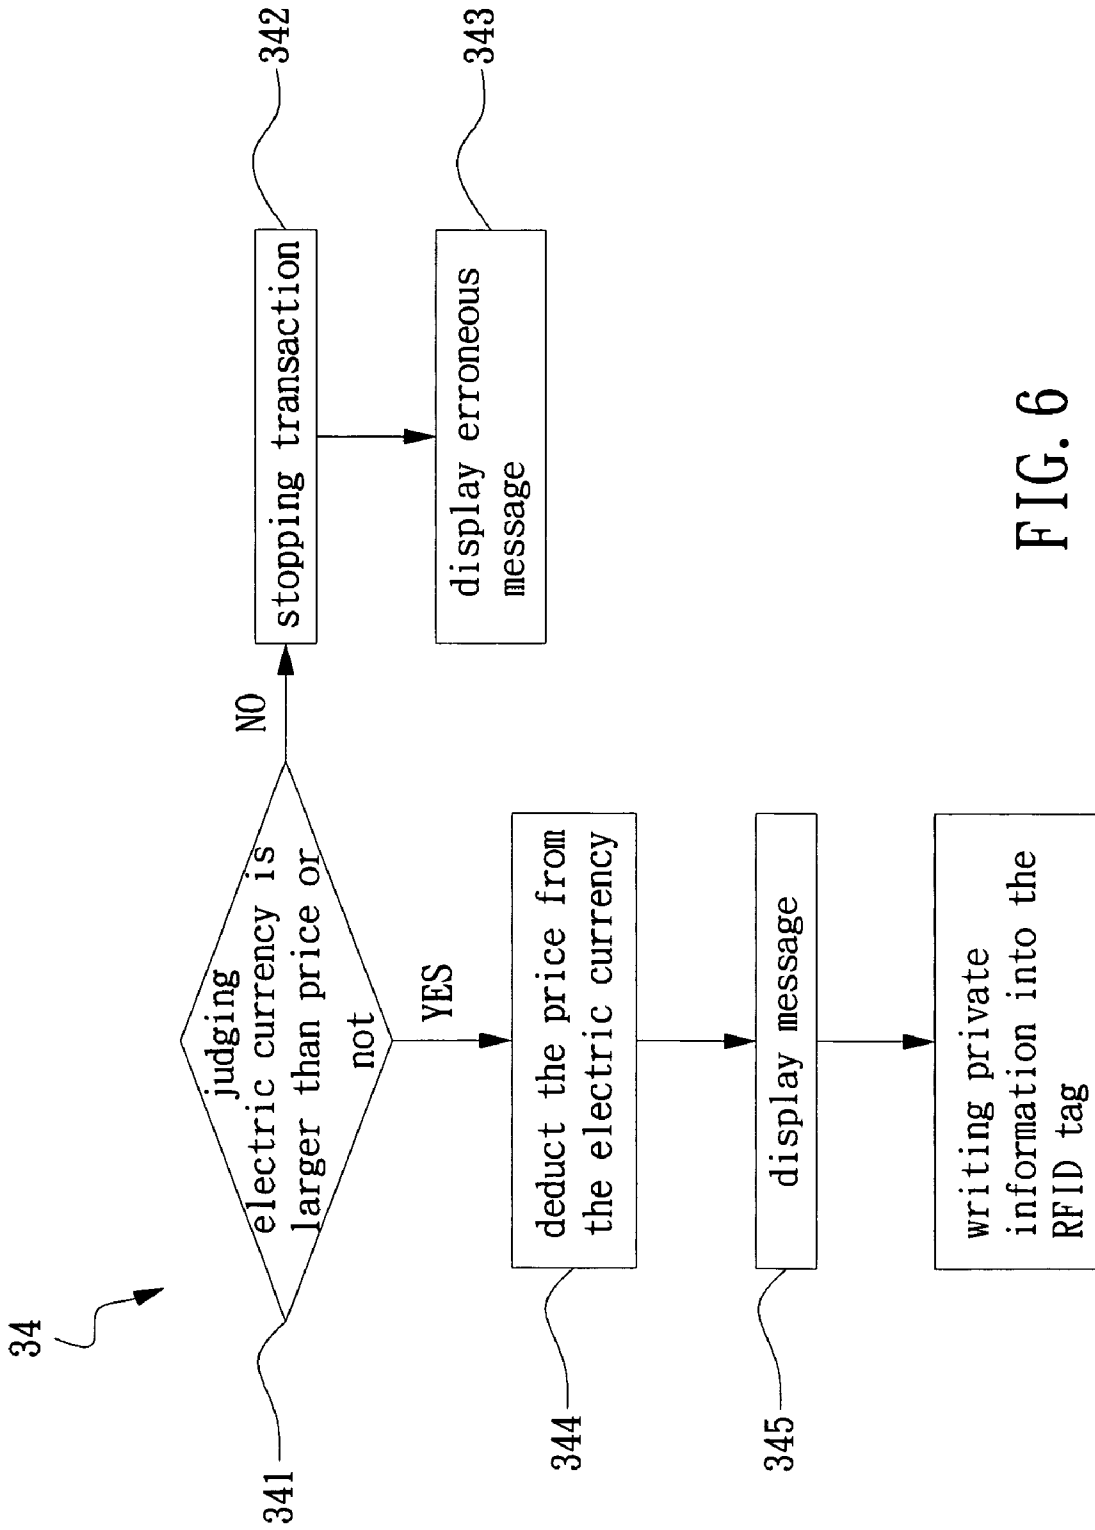 34
341
judging
electric currency is
larger than price or
not
NO
stopping transaction
342
display erroneous
message
343
YES
deduct the price from
the electric currency
344
display message
345
writing private
information into the
RFID tag
FIG. 6